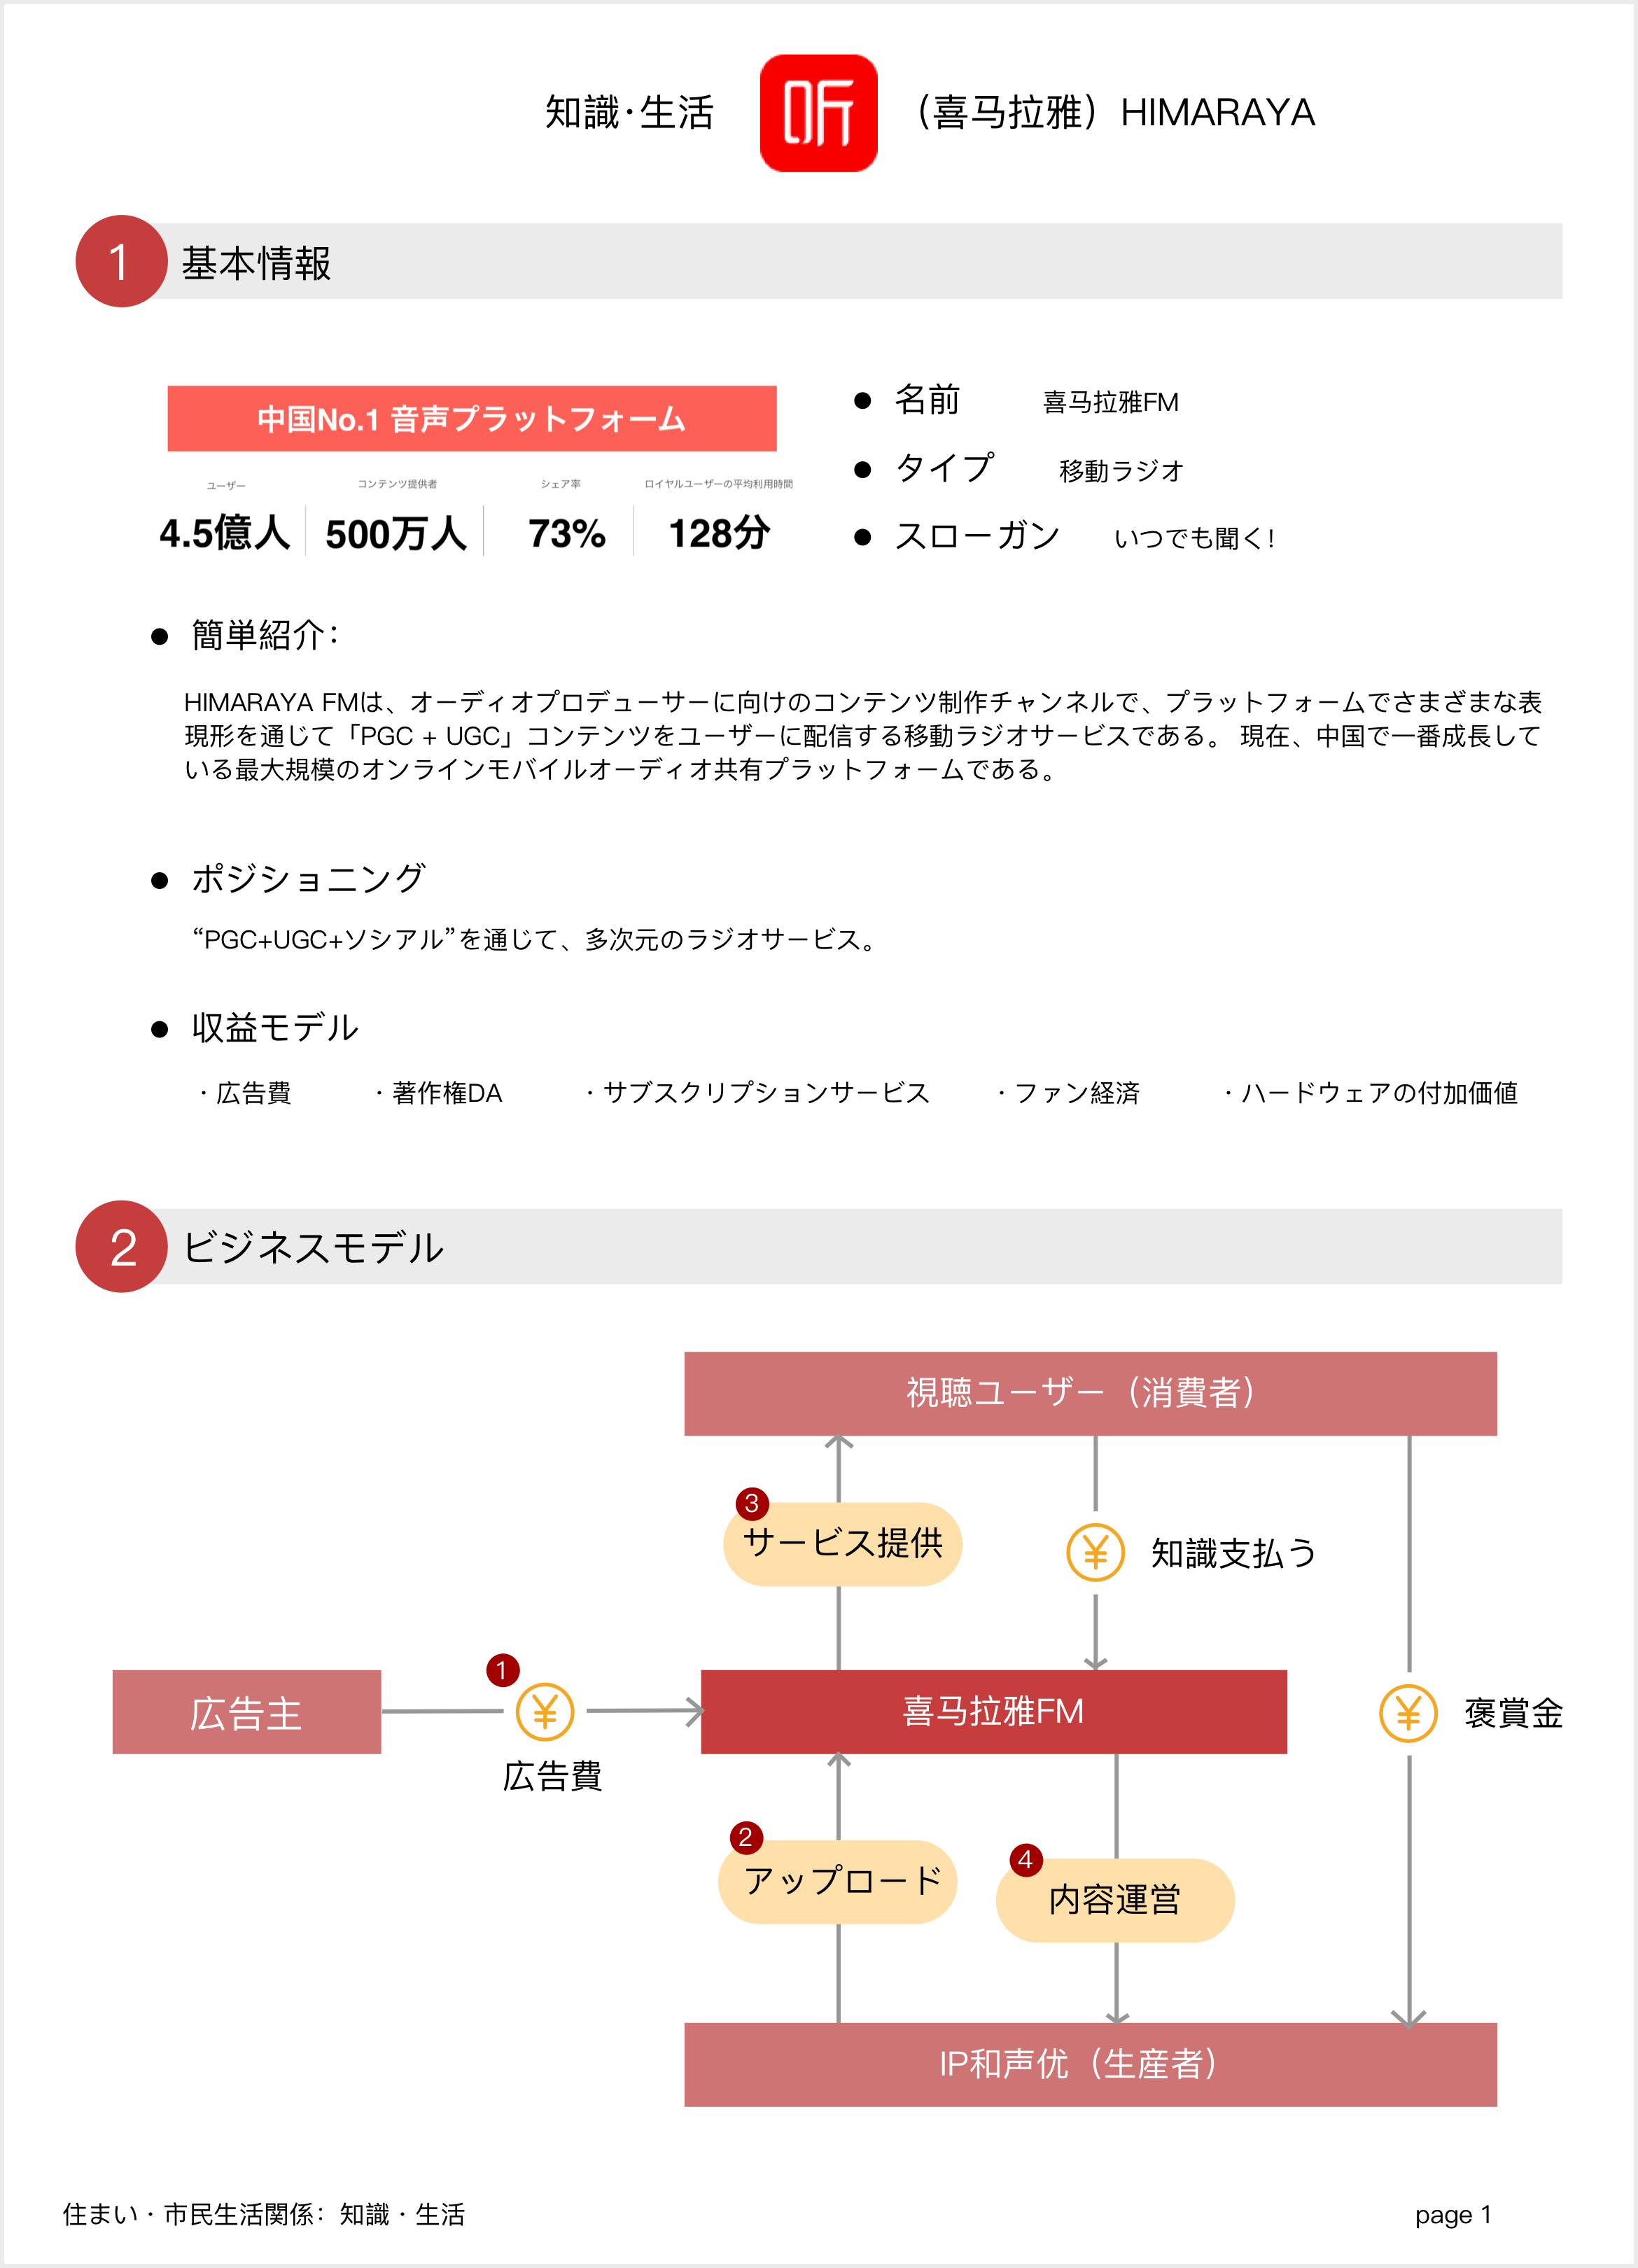 知識·生活 听 （喜马拉雅）HIMARAYA
1 基本情報
中国No.1 音声プラットフォーム
ユーザー コンテンツ提供者 シェア率 ロイヤルユーザーの平均利用時間
4.5億人 500万人 73% 128分
● 名前 喜马拉雅FM
● タイプ 移動ラジオ
● スローガン いつでも聞く!
● 簡単紹介：
HIMARAYA FMは、オーディオプロデューサーに向けのコンテンツ制作チャンネルで、プラットフォームでさまざまな表
現形を通じて「PGC + UGC」コンテンツをユーザーに配信する移動ラジオサービスである。 現在、中国で一番成長して
いる最大規模のオンラインモバイルオーディオ共有プラットフォームである。
● ポジショニング
“PGC+UGC+ソシアル”を通じて、多次元のラジオサービス。
● 収益モデル
· 広告費 · 著作権DA · サブスクリプションサービス · ファン経済 · ハードウェアの付加価値
2 ビジネスモデル
視聴ユーザー（消費者）
3
サービス提供
¥ 知識支払う
1
広告主 ¥ 喜马拉雅FM ¥ 褒賞金
広告費
2
アップロード
4
内容運営
IP和声优（生産者）
住まい · 市民生活関係：知識 · 生活 page 1